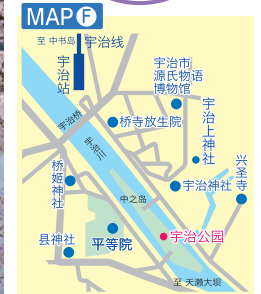 MAP F
至 中书岛
宇治线
宇治站
宇治市
源氏物语
博物馆
宇治桥
宇治川
桥寺放生院
宇治上神社
兴圣寺
桥姬神社
宇治神社
中之岛
县神社
平等院
宇治公园
至 天濑大坝